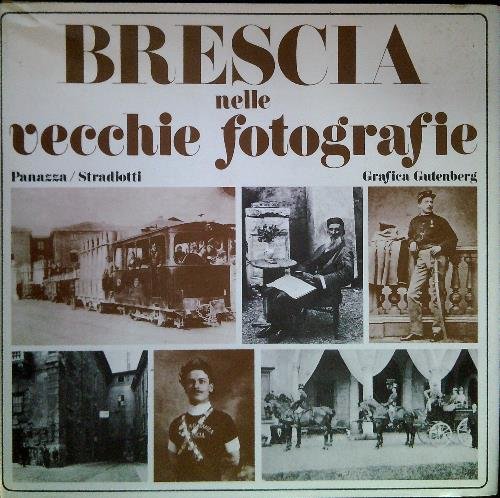 BRESCIA
nelle
vecchie fotografie
Panazza / Stradiotti
Grafica Gutenberg